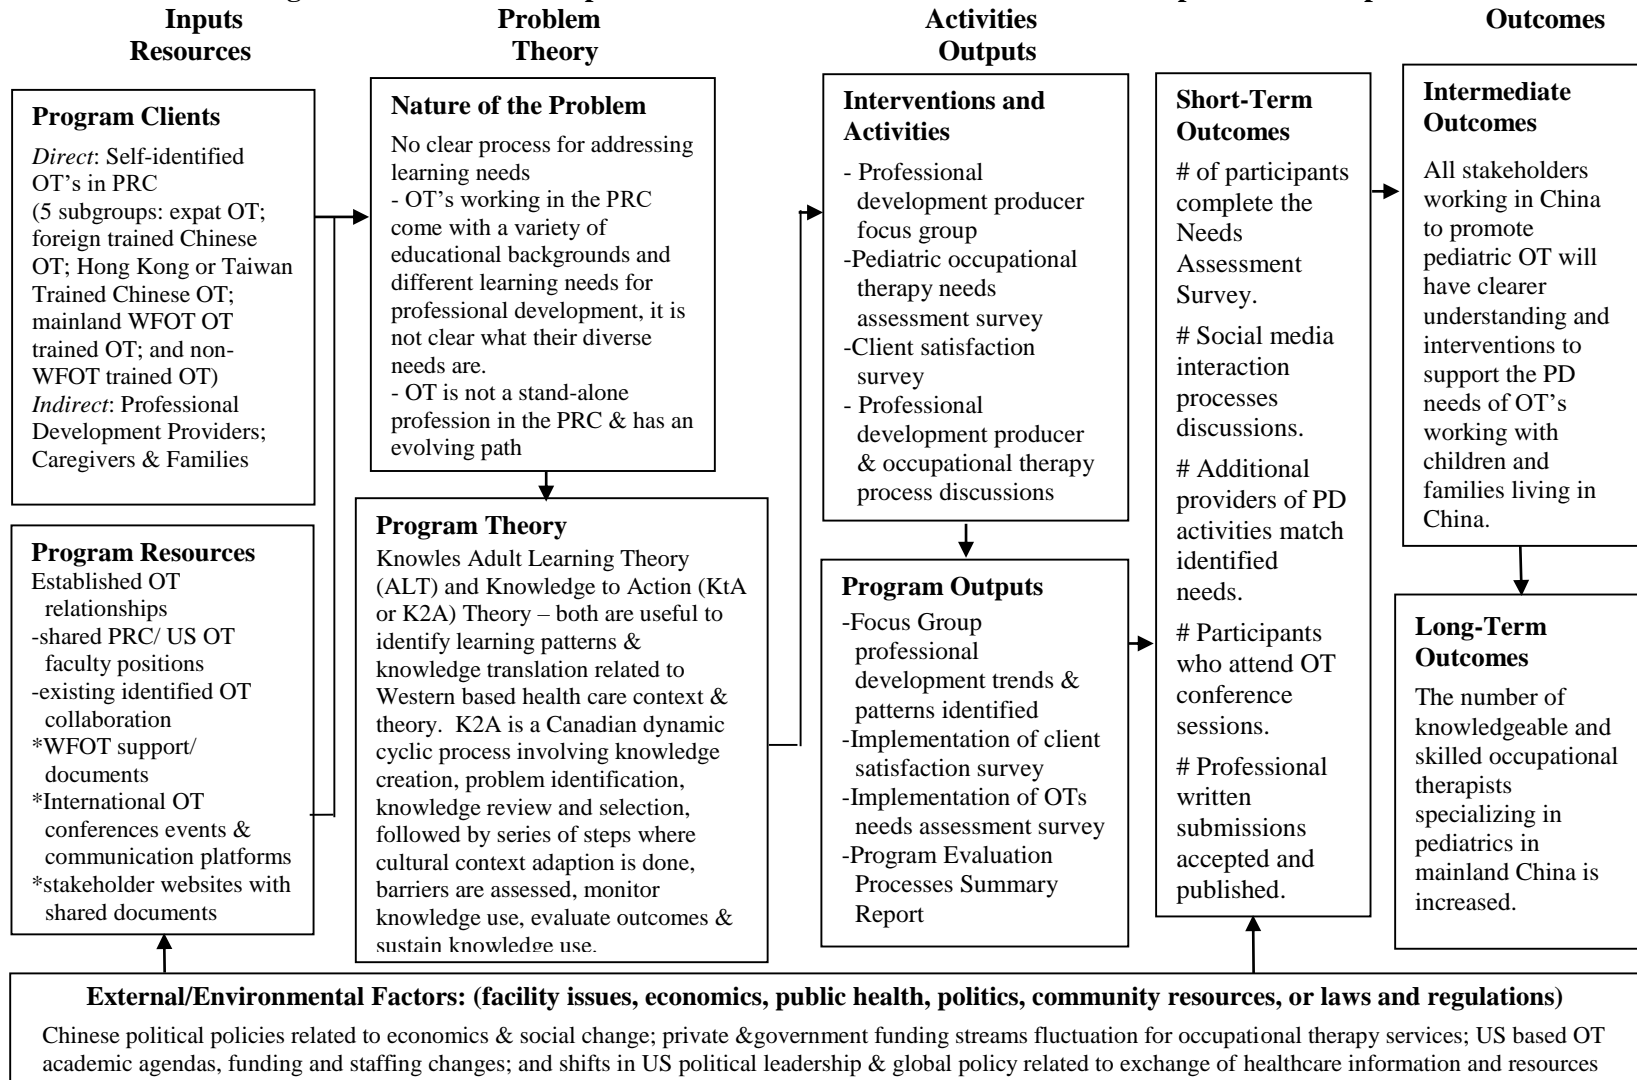 Inputs
Resources
Problem
Theory
Activities
Outputs
Outcomes
Program Clients
Direct: Self-identified
OT's in PRC
(5 subgroups: expat OT;
foreign trained Chinese
OT; Hong Kong or Taiwan
Trained Chinese OT;
mainland WFOT OT
trained OT; and non-
WFOT trained OT)
Indirect: Professional
Development Providers;
Caregivers & Families
Program Resources
Established OT
relationships
-shared PRC/ US OT
faculty positions
-existing identified OT
collaboration
*WFOT support/
documents
*International OT
conferences events &
communication platforms
*stakeholder websites with
shared documents
Nature of the Problem
No clear process for addressing
learning needs
- OT's working in the PRC
come with a variety of
educational backgrounds and
different learning needs for
professional development, it is
not clear what their diverse
needs are.
- OT is not a stand-alone
profession in the PRC & has an
evolving path
Program Theory
Knowles Adult Learning Theory
(ALT) and Knowledge to Action (KtA
or K2A) Theory – both are useful to
identify learning patterns &
knowledge translation related to
Western based health care context &
theory. K2A is a Canadian dynamic
cyclic process involving knowledge
creation, problem identification,
knowledge review and selection,
followed by series of steps where
cultural context adaption is done,
barriers are assessed, monitor
knowledge use, evaluate outcomes &
sustain knowledge use.
Interventions and
Activities
- Professional
development producer
focus group
-Pediatric occupational
therapy needs
assessment survey
-Client satisfaction
survey
- Professional
development producer
& occupational therapy
process discussions
Program Outputs
-Focus Group
professional
development trends &
patterns identified
-Implementation of client
satisfaction survey
-Implementation of OTs
needs assessment survey
-Program Evaluation
Processes Summary
Report
Short-Term
Outcomes
# of participants
complete the
Needs
Assessment
Survey.
# Social media
interaction
processes
discussions.
# Additional
providers of PD
activities match
identified
needs.
# Participants
who attend OT
conference
sessions.
# Professional
written
submissions
accepted and
published.
Intermediate
Outcomes
All stakeholders
working in China
to promote
pediatric OT will
have clearer
understanding and
interventions to
support the PD
needs of OT's
working with
children and
families living in
China.
Long-Term
Outcomes
The number of
knowledgeable and
skilled occupational
therapists
specializing in
pediatrics in
mainland China is
increased.
External/Environmental Factors: (facility issues, economics, public health, politics, community resources, or laws and regulations)
Chinese political policies related to economics & social change; private &government funding streams fluctuation for occupational therapy services; US based OT
academic agendas, funding and staffing changes; and shifts in US political leadership & global policy related to exchange of healthcare information and resources